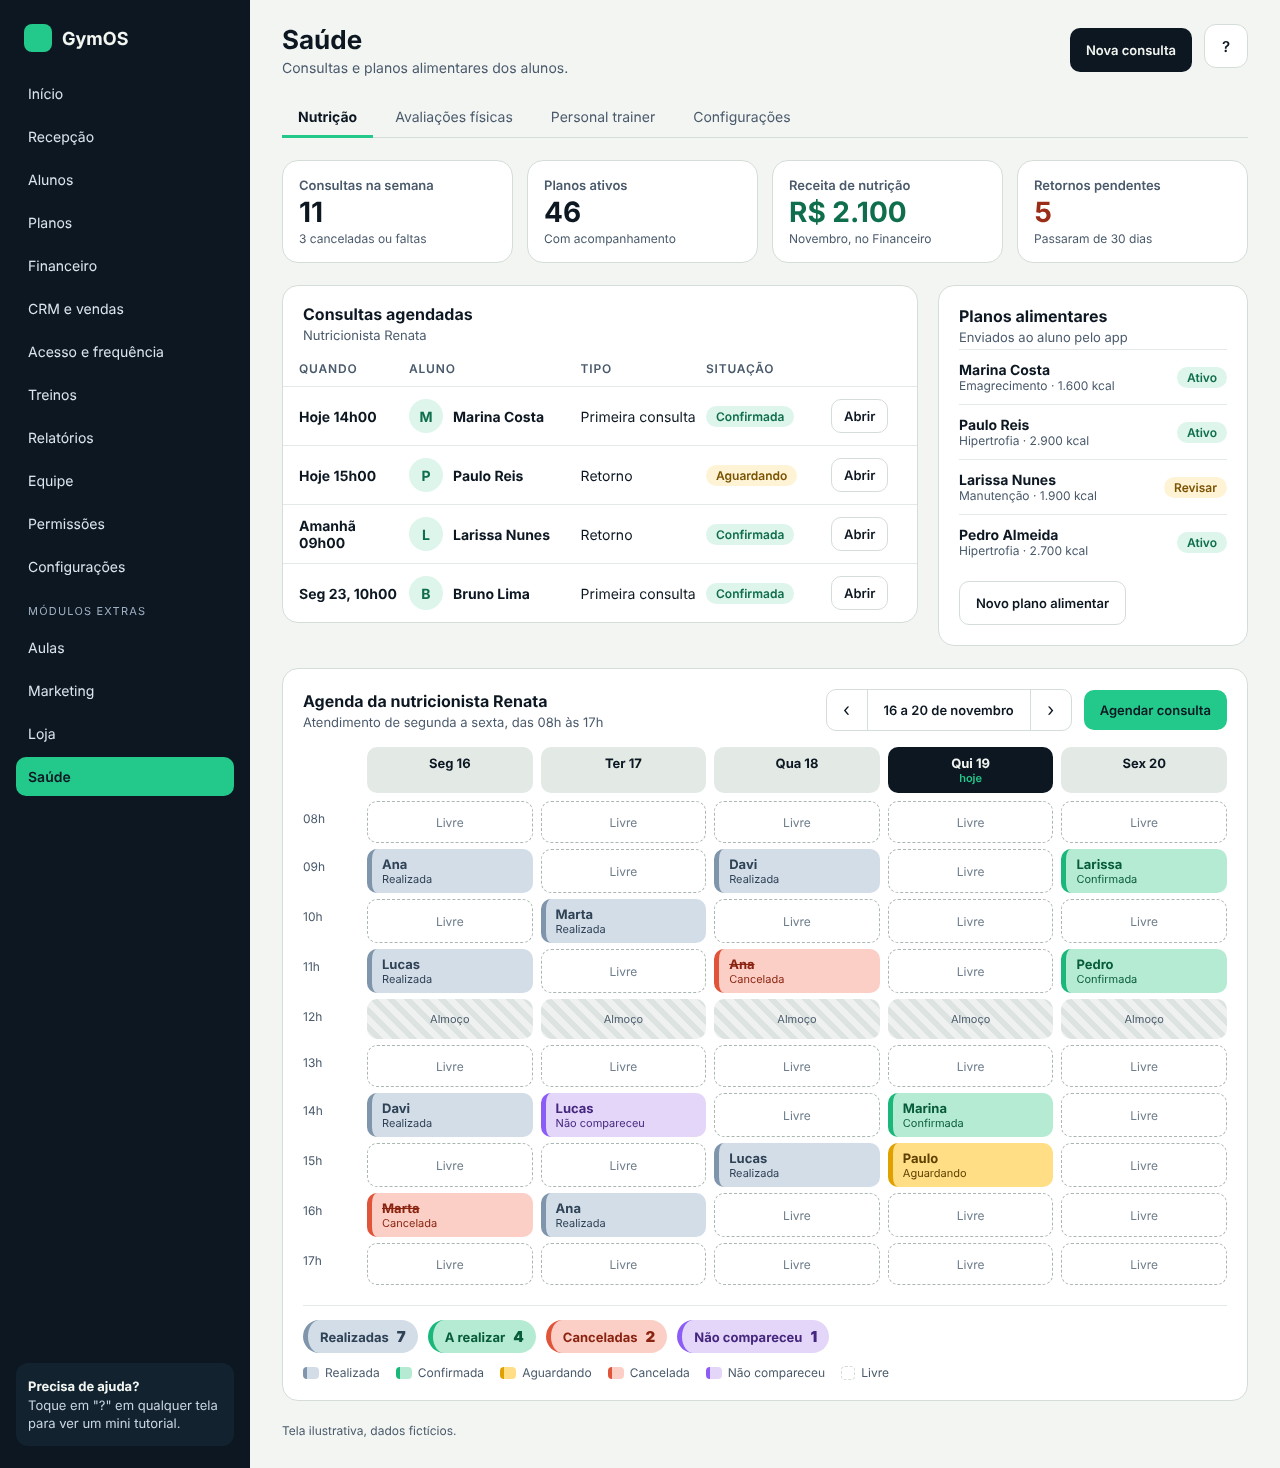 GymOS
Início
Recepção
Alunos
Planos
Financeiro
CRM e vendas
Acesso e frequência
Treinos
Relatórios
Equipe
Permissões
Configurações
MÓDULOS EXTRAS
Aulas
Marketing
Loja
Saúde
Precisa de ajuda?
Toque em "?" em qualquer tela
para ver um mini tutorial.
Saúde
Consultas e planos alimentares dos alunos.
Nova consulta
?
Nutrição Avaliações físicas Personal trainer Configurações
Consultas na semana
11
3 canceladas ou faltas
Planos ativos
46
Com acompanhamento
Receita de nutrição
R$ 2.100
Novembro, no Financeiro
Retornos pendentes
5
Passaram de 30 dias
Consultas agendadas
Nutricionista Renata
QUANDO ALUNO TIPO SITUAÇÃO
Hoje 14h00 M Marina Costa Primeira consulta Confirmada Abrir
Hoje 15h00 P Paulo Reis Retorno Aguardando Abrir
Amanhã
09h00 L Larissa Nunes Retorno Confirmada Abrir
Seg 23, 10h00 B Bruno Lima Primeira consulta Confirmada Abrir
Planos alimentares
Enviados ao aluno pelo app
Marina Costa
Emagrecimento · 1.600 kcal
Ativo
Paulo Reis
Hipertrofia · 2.900 kcal
Ativo
Larissa Nunes
Manutenção · 1.900 kcal
Revisar
Pedro Almeida
Hipertrofia · 2.700 kcal
Ativo
Novo plano alimentar
Agenda da nutricionista Renata
Atendimento de segunda a sexta, das 08h às 17h
‹ 16 a 20 de novembro ›
Agendar consulta
Seg 16 Ter 17 Qua 18 Qui 19 Sex 20
hoje
08h Livre Livre Livre Livre Livre
09h Ana Livre Davi Livre Larissa
Realizada Realizada Confirmada
10h Livre Marta Livre Livre Livre
Realizada
11h Lucas Livre Ana Livre Pedro
Realizada Cancelada Confirmada
12h Almoço Almoço Almoço Almoço Almoço
13h Livre Livre Livre Livre Livre
14h Davi Lucas Livre Marina Livre
Realizada Não compareceu Confirmada
15h Livre Livre Lucas Paulo Livre
Realizada Aguardando
16h Marta Ana Livre Livre Livre
Cancelada Realizada
17h Livre Livre Livre Livre Livre
Realizadas 7 A realizar 4 Canceladas 2 Não compareceu 1
Realizada Confirmada Aguardando Cancelada Não compareceu Livre
Tela ilustrativa, dados fictícios.